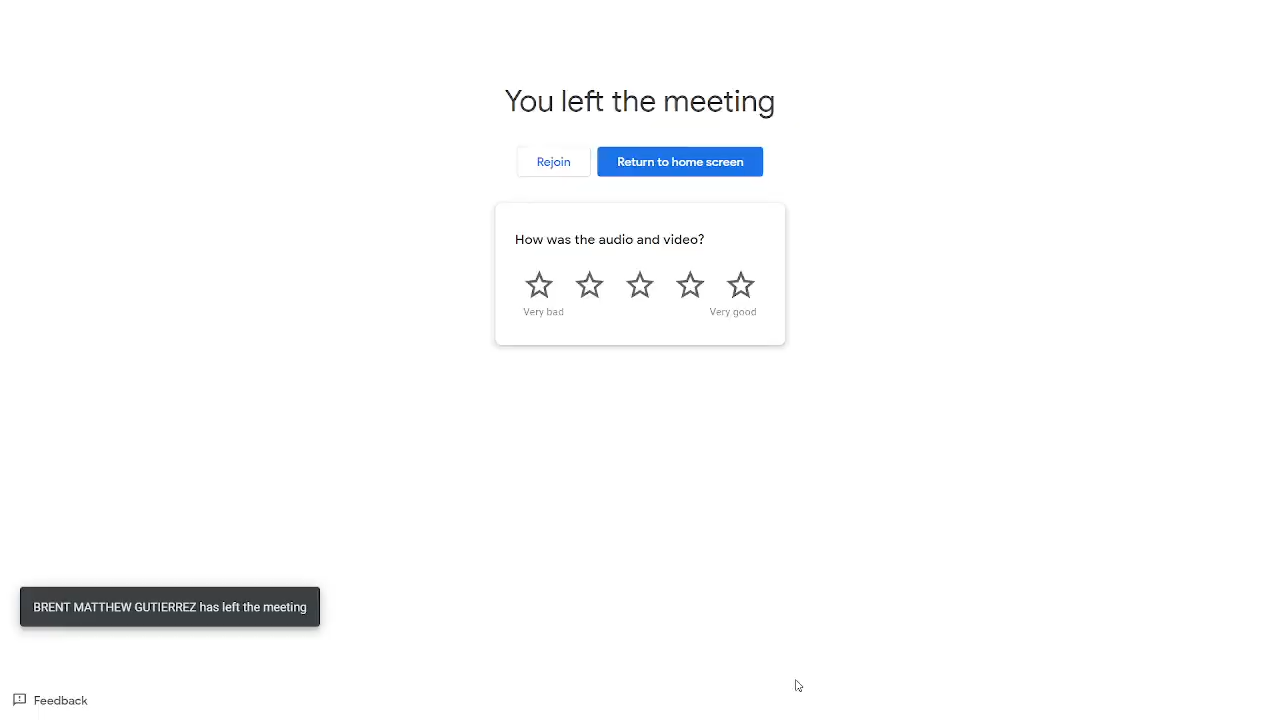 You left the meeting
Rejoin
Return to home screen
How was the audio and video?
Very bad
Very good
BRENT MATTHEW GUTIERREZ has left the meeting
Feedback